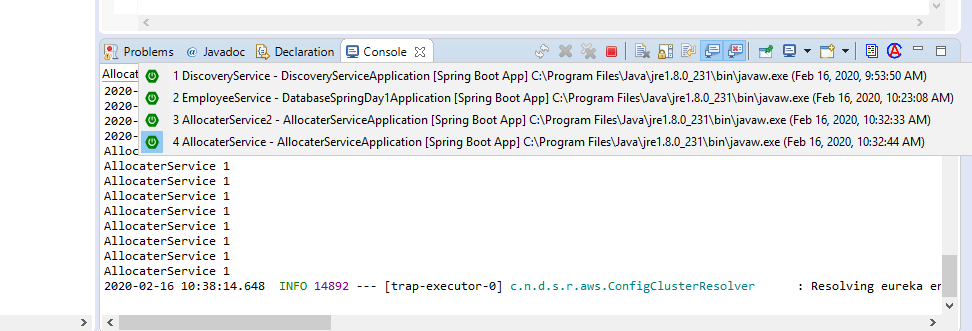 Problems @ Javadoc Declaration Console
Allocat
1 DiscoveryService - DiscoveryServiceApplication [Spring Boot App] C:\Program Files\Java\jre1.8.0_231\bin\javaw.exe (Feb 16, 2020, 9:53:50 AM)
2020-
2 EmployeeService - DatabaseSpringDay1Application [Spring Boot App] C:\Program Files\Java\jre1.8.0_231\bin\javaw.exe (Feb 16, 2020, 10:23:08 AM)
2020-
2020-
3 AllocaterService2 - AllocaterServiceApplication [Spring Boot App] C:\Program Files\Java\jre1.8.0_231\bin\javaw.exe (Feb 16, 2020, 10:32:33 AM)
2020-
4 AllocaterService - AllocaterServiceApplication [Spring Boot App] C:\Program Files\Java\jre1.8.0_231\bin\javaw.exe (Feb 16, 2020, 10:32:44 AM)
Alloc
AllocaterService 1
AllocaterService 1
AllocaterService 1
AllocaterService 1
AllocaterService 1
AllocaterService 1
AllocaterService 1
AllocaterService 1
2020-02-16 10:38:14.648 INFO 14892 --- [trap-executor-0] c.n.d.s.r.aws.ConfigClusterResolver : Resolving eureka en